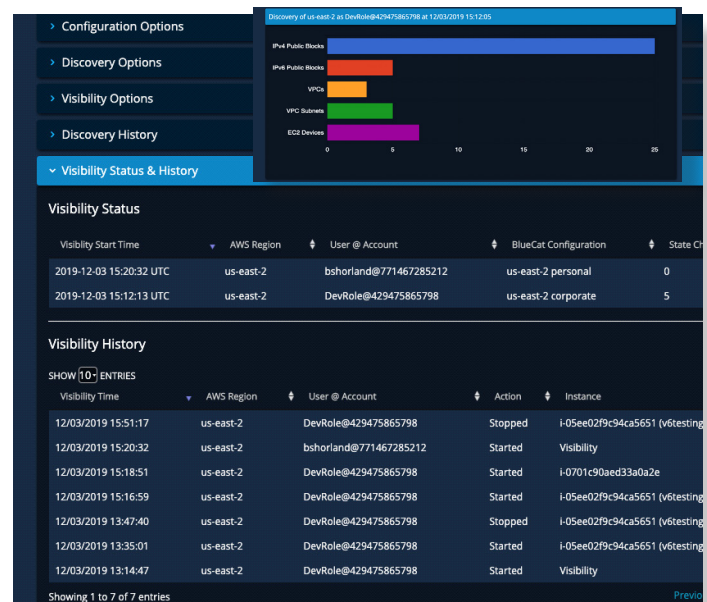 Configuration Options
Discovery Options
Visibility Options
Discovery History
Visibility Status & History
Discovery of us-east-2 as DevRole@429475865798 at 12/03/2019 15:12:05
IPv4 Public Blocks
IPv6 Public Blocks
VPCs
VPC Subnets
EC2 Devices
0 5 10 15 20 25
Visibility Status
Visiblity Start Time AWS Region User @ Account BlueCat Configuration State Ch
2019-12-03 15:20:32 UTC us-east-2 bshorland@771467285212 us-east-2 personal 0
2019-12-03 15:12:13 UTC us-east-2 DevRole@429475865798 us-east-2 corporate 5
Visibility History
SHOW 10 ENTRIES
Visibility Time AWS Region User @ Account Action Instance
12/03/2019 15:51:17 us-east-2 DevRole@429475865798 Stopped i-05ee02f9c94ca5651 (v6testing
12/03/2019 15:20:32 us-east-2 bshorland@771467285212 Started Visibility
12/03/2019 15:18:51 us-east-2 DevRole@429475865798 Started i-0701c90aed33a0a2e
12/03/2019 15:16:59 us-east-2 DevRole@429475865798 Started i-05ee02f9c94ca5651 (v6testing
12/03/2019 13:47:40 us-east-2 DevRole@429475865798 Stopped i-05ee02f9c94ca5651 (v6testing
12/03/2019 13:35:01 us-east-2 DevRole@429475865798 Started i-05ee02f9c94ca5651 (v6testing
12/03/2019 13:14:47 us-east-2 DevRole@429475865798 Started Visibility
Showing 1 to 7 of 7 entries Previo